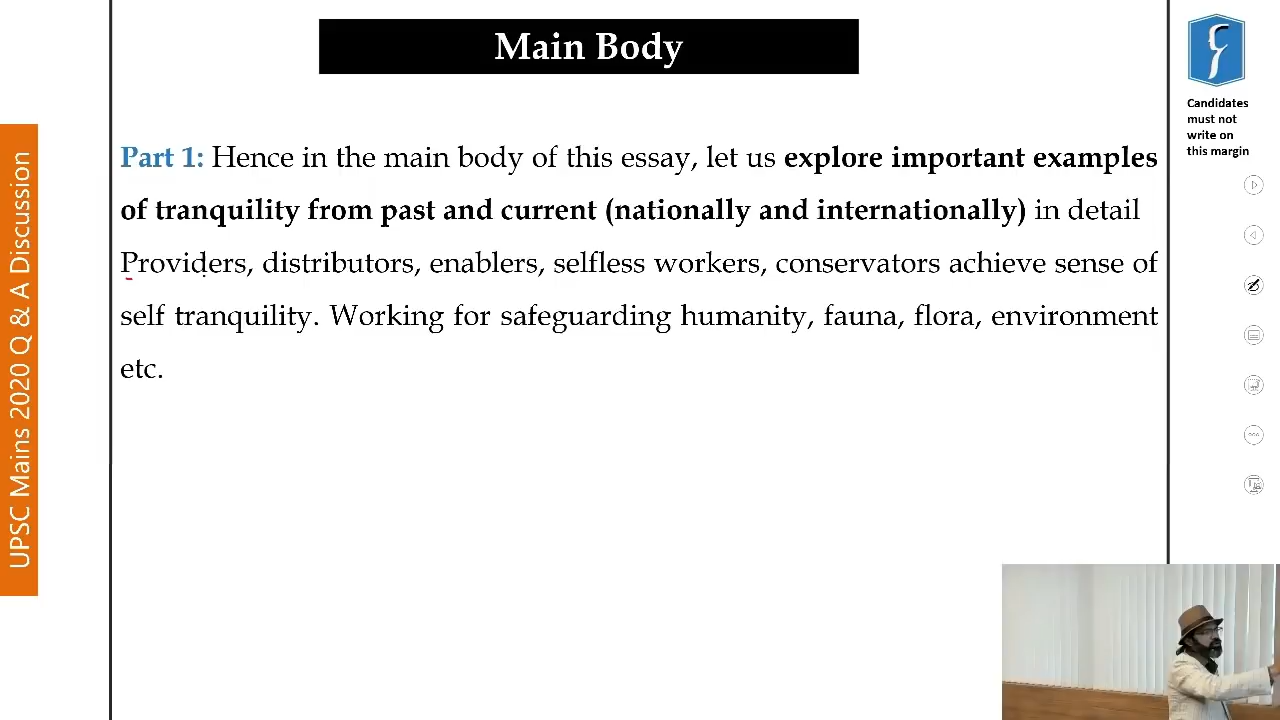 Main Body
UPSC Mains 2020 Q & A Discussion
Part 1: Hence in the main body of this essay, let us explore important examples
of tranquility from past and current (nationally and internationally) in detail
Providers, distributors, enablers, selfless workers, conservators achieve sense of
self tranquility. Working for safeguarding humanity, fauna, flora, environment
etc.
Candidates
must not
write on
this margin